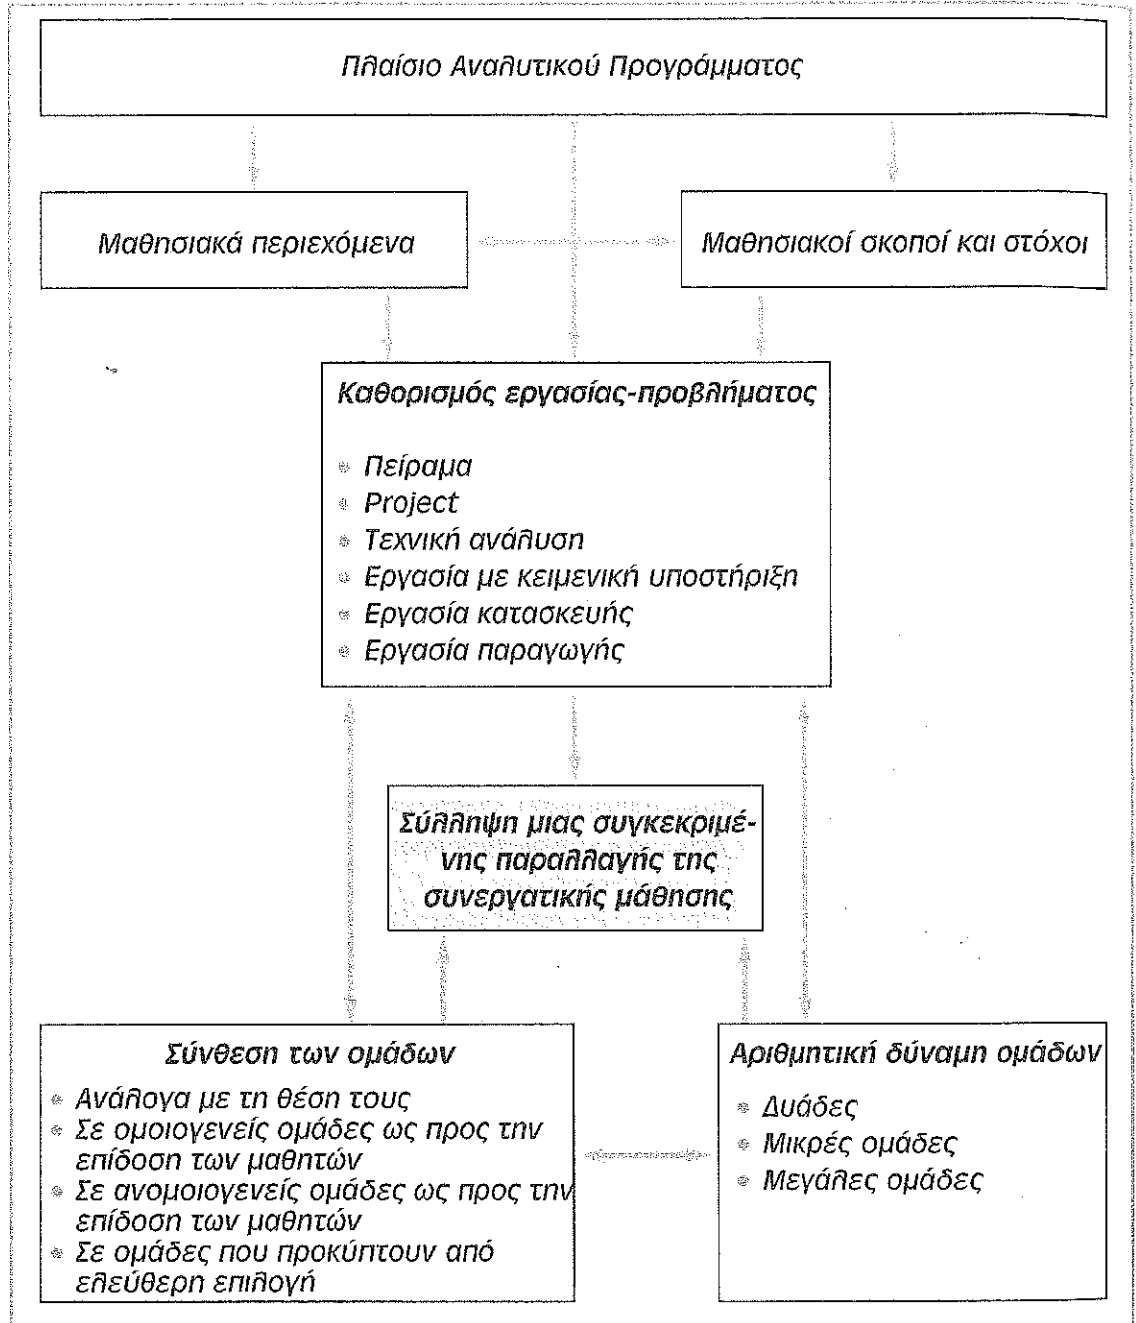 Πλαίσιο Αναλυτικού Προγράμματος
Μαθησιακά περιεχόμενα
Μαθησιακοί σκοποί και στόχοι
Καθορισμός εργασίας-προβλήματος
Πείραμα
Project
Τεχνική ανάλυση
Εργασία με κειμενική υποστήριξη
Εργασία κατασκευής
Εργασία παραγωγής
Σύλληψη μιας συγκεκριμέ-
νης παραλλαγής της
συνεργατικής μάθησης
Σύνθεση των ομάδων
Ανάλογα με τη θέση τους
Σε ομοιογενείς ομάδες ως προς την
επίδοση των μαθητών
Σε ανομοιογενείς ομάδες ως προς την
επίδοση των μαθητών
Σε ομάδες που προκύπτουν από
ελεύθερη επιλογή
Αριθμητική δύναμη ομάδων
Δυάδες
Μικρές ομάδες
Μεγάλες ομάδες